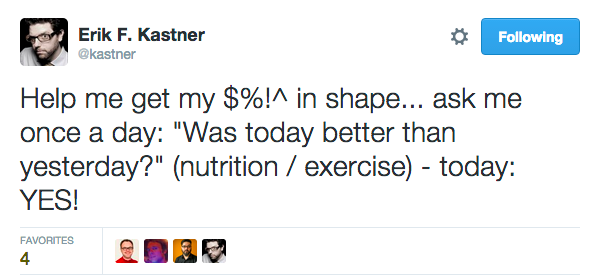 Erik F. Kastner
@kastner
Following
Help me get my $%!^ in shape... ask me
once a day: "Was today better than
yesterday?" (nutrition / exercise) - today:
YES!
FAVORITES
4